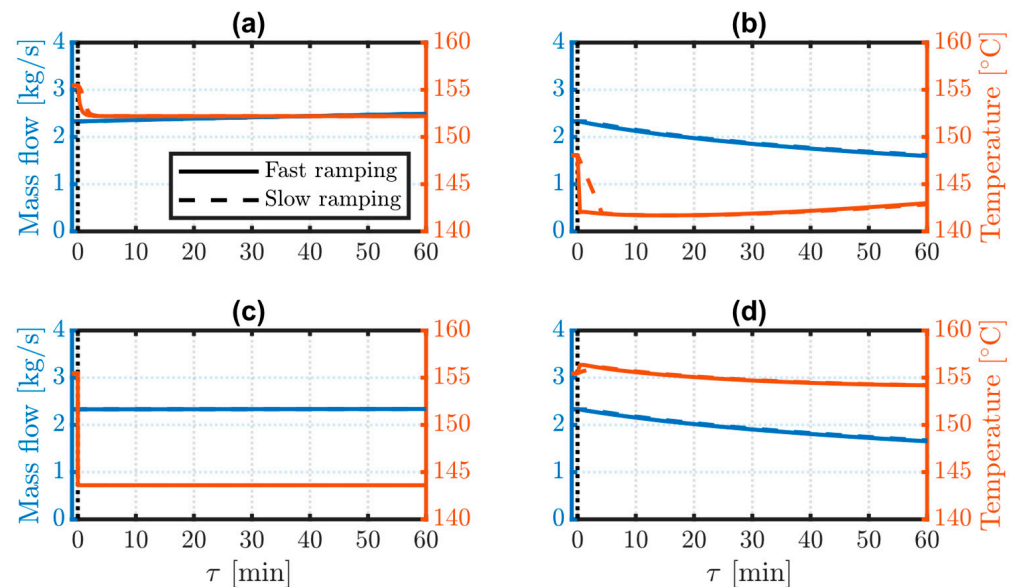 (a) (b)
Mass flow [kg/s]
4 3 2 1 0
160 155 150 145 140
Fast ramping
Slow ramping
0 10 20 30 40 50 60
4 3 2 1 0
160 155 150 145 140
Temperature [°C]
0 10 20 30 40 50 60
(c) (d)
Mass flow [kg/s]
4 3 2 1 0
160 155 150 145 140
0 10 20 30 40 50 60
τ [min]
4 3 2 1 0
160 155 150 145 140
Temperature [°C]
0 10 20 30 40 50 60
τ [min]